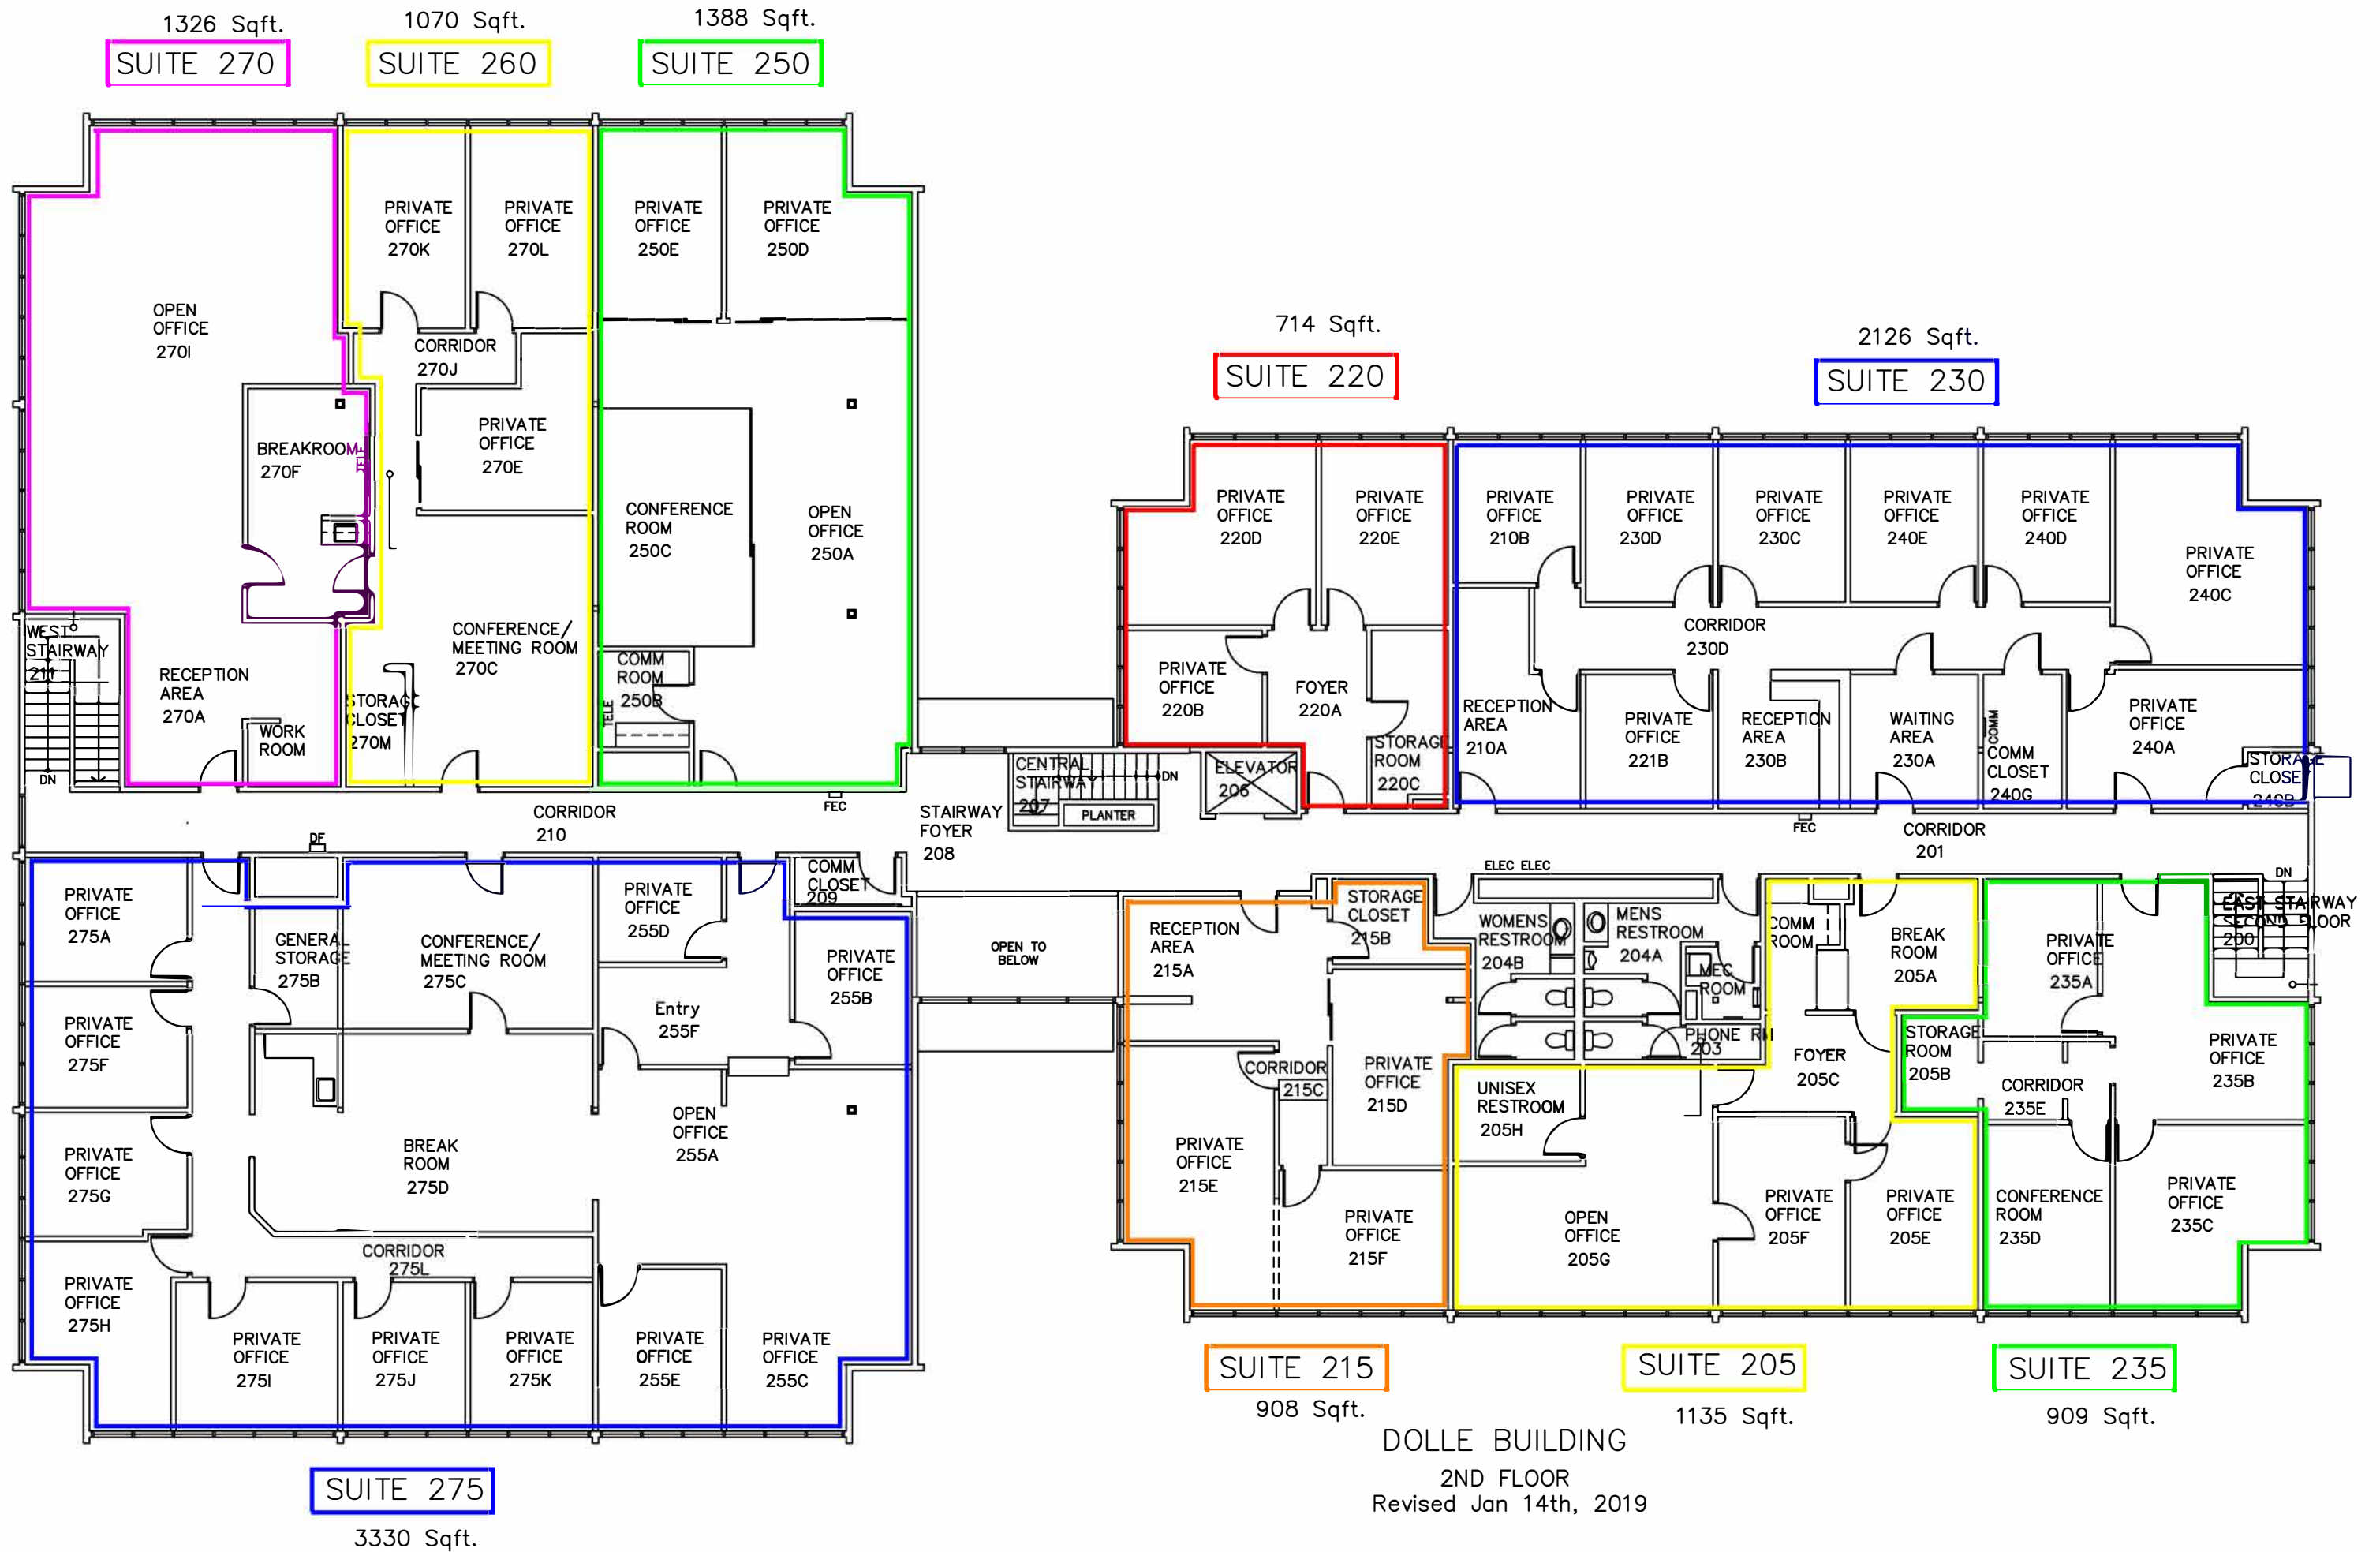 1326 Sqft.
SUITE 270
1070 Sqft.
SUITE 260
1388 Sqft.
SUITE 250
PRIVATE
OFFICE
270K
PRIVATE
OFFICE
270L
PRIVATE
OFFICE
250E
PRIVATE
OFFICE
250D
OPEN
OFFICE
270I
CORRIDOR
270J
BREAKROOM
270F
TELE
PRIVATE
OFFICE
270E
CONFERENCE
ROOM
250C
OPEN
OFFICE
250A
WEST
STAIRWAY
211
DN
RECEPTION
AREA
270A
WORK
ROOM
STORAGE
CLOSET
270M
CONFERENCE/
MEETING ROOM
270C
COMM
ROOM
250B
TELE
714 Sqft.
SUITE 220
2126 Sqft.
SUITE 230
PRIVATE
OFFICE
220D
PRIVATE
OFFICE
220E
PRIVATE
OFFICE
210B
PRIVATE
OFFICE
230D
PRIVATE
OFFICE
230C
PRIVATE
OFFICE
240E
PRIVATE
OFFICE
240D
PRIVATE
OFFICE
240C
CORRIDOR
230D
PRIVATE
OFFICE
220B
FOYER
220A
STORAGE
ROOM
220C
RECEPTION
AREA
210A
PRIVATE
OFFICE
221B
RECEPTION
AREA
230B
WAITING
AREA
230A
COMM
COMM
CLOSET
240G
PRIVATE
OFFICE
240A
STORAGE
CLOSET
240B
CENTRAL
STAIRWAY
207
DN
PLANTER
ELEVATOR
206
CORRIDOR
210
FEC
DF
STAIRWAY
FOYER
208
FEC
CORRIDOR
201
ELEC ELEC
DN
EAST STAIRWAY
SECOND FLOOR
200
PRIVATE
OFFICE
275A
GENERAL
STORAGE
275B
CONFERENCE/
MEETING ROOM
275C
PRIVATE
OFFICE
255D
COMM
CLOSET
209
PRIVATE
OFFICE
255B
Entry
255F
PRIVATE
OFFICE
275F
PRIVATE
OFFICE
275G
BREAK
ROOM
275D
OPEN
OFFICE
255A
CORRIDOR
275L
PRIVATE
OFFICE
275H
PRIVATE
OFFICE
275I
PRIVATE
OFFICE
275J
PRIVATE
OFFICE
275K
PRIVATE
OFFICE
255E
PRIVATE
OFFICE
255C
OPEN TO
BELOW
RECEPTION
AREA
215A
STORAGE
CLOSET
215B
WOMENS
RESTROOM
204B
MENS
RESTROOM
204A
MEC
ROOM
PHONE RM
203
COMM
ROOM
BREAK
ROOM
205A
PRIVATE
OFFICE
235A
CORRIDOR
215C
PRIVATE
OFFICE
215D
UNISEX
RESTROOM
205H
FOYER
205C
STORAGE
ROOM
205B
CORRIDOR
235E
PRIVATE
OFFICE
235B
PRIVATE
OFFICE
215E
PRIVATE
OFFICE
215F
OPEN
OFFICE
205G
PRIVATE
OFFICE
205F
PRIVATE
OFFICE
205E
CONFERENCE
ROOM
235D
PRIVATE
OFFICE
235C
SUITE 215
908 Sqft.
SUITE 205
1135 Sqft.
SUITE 235
909 Sqft.
SUITE 275
3330 Sqft.
DOLLE BUILDING
2ND FLOOR
Revised Jan 14th, 2019